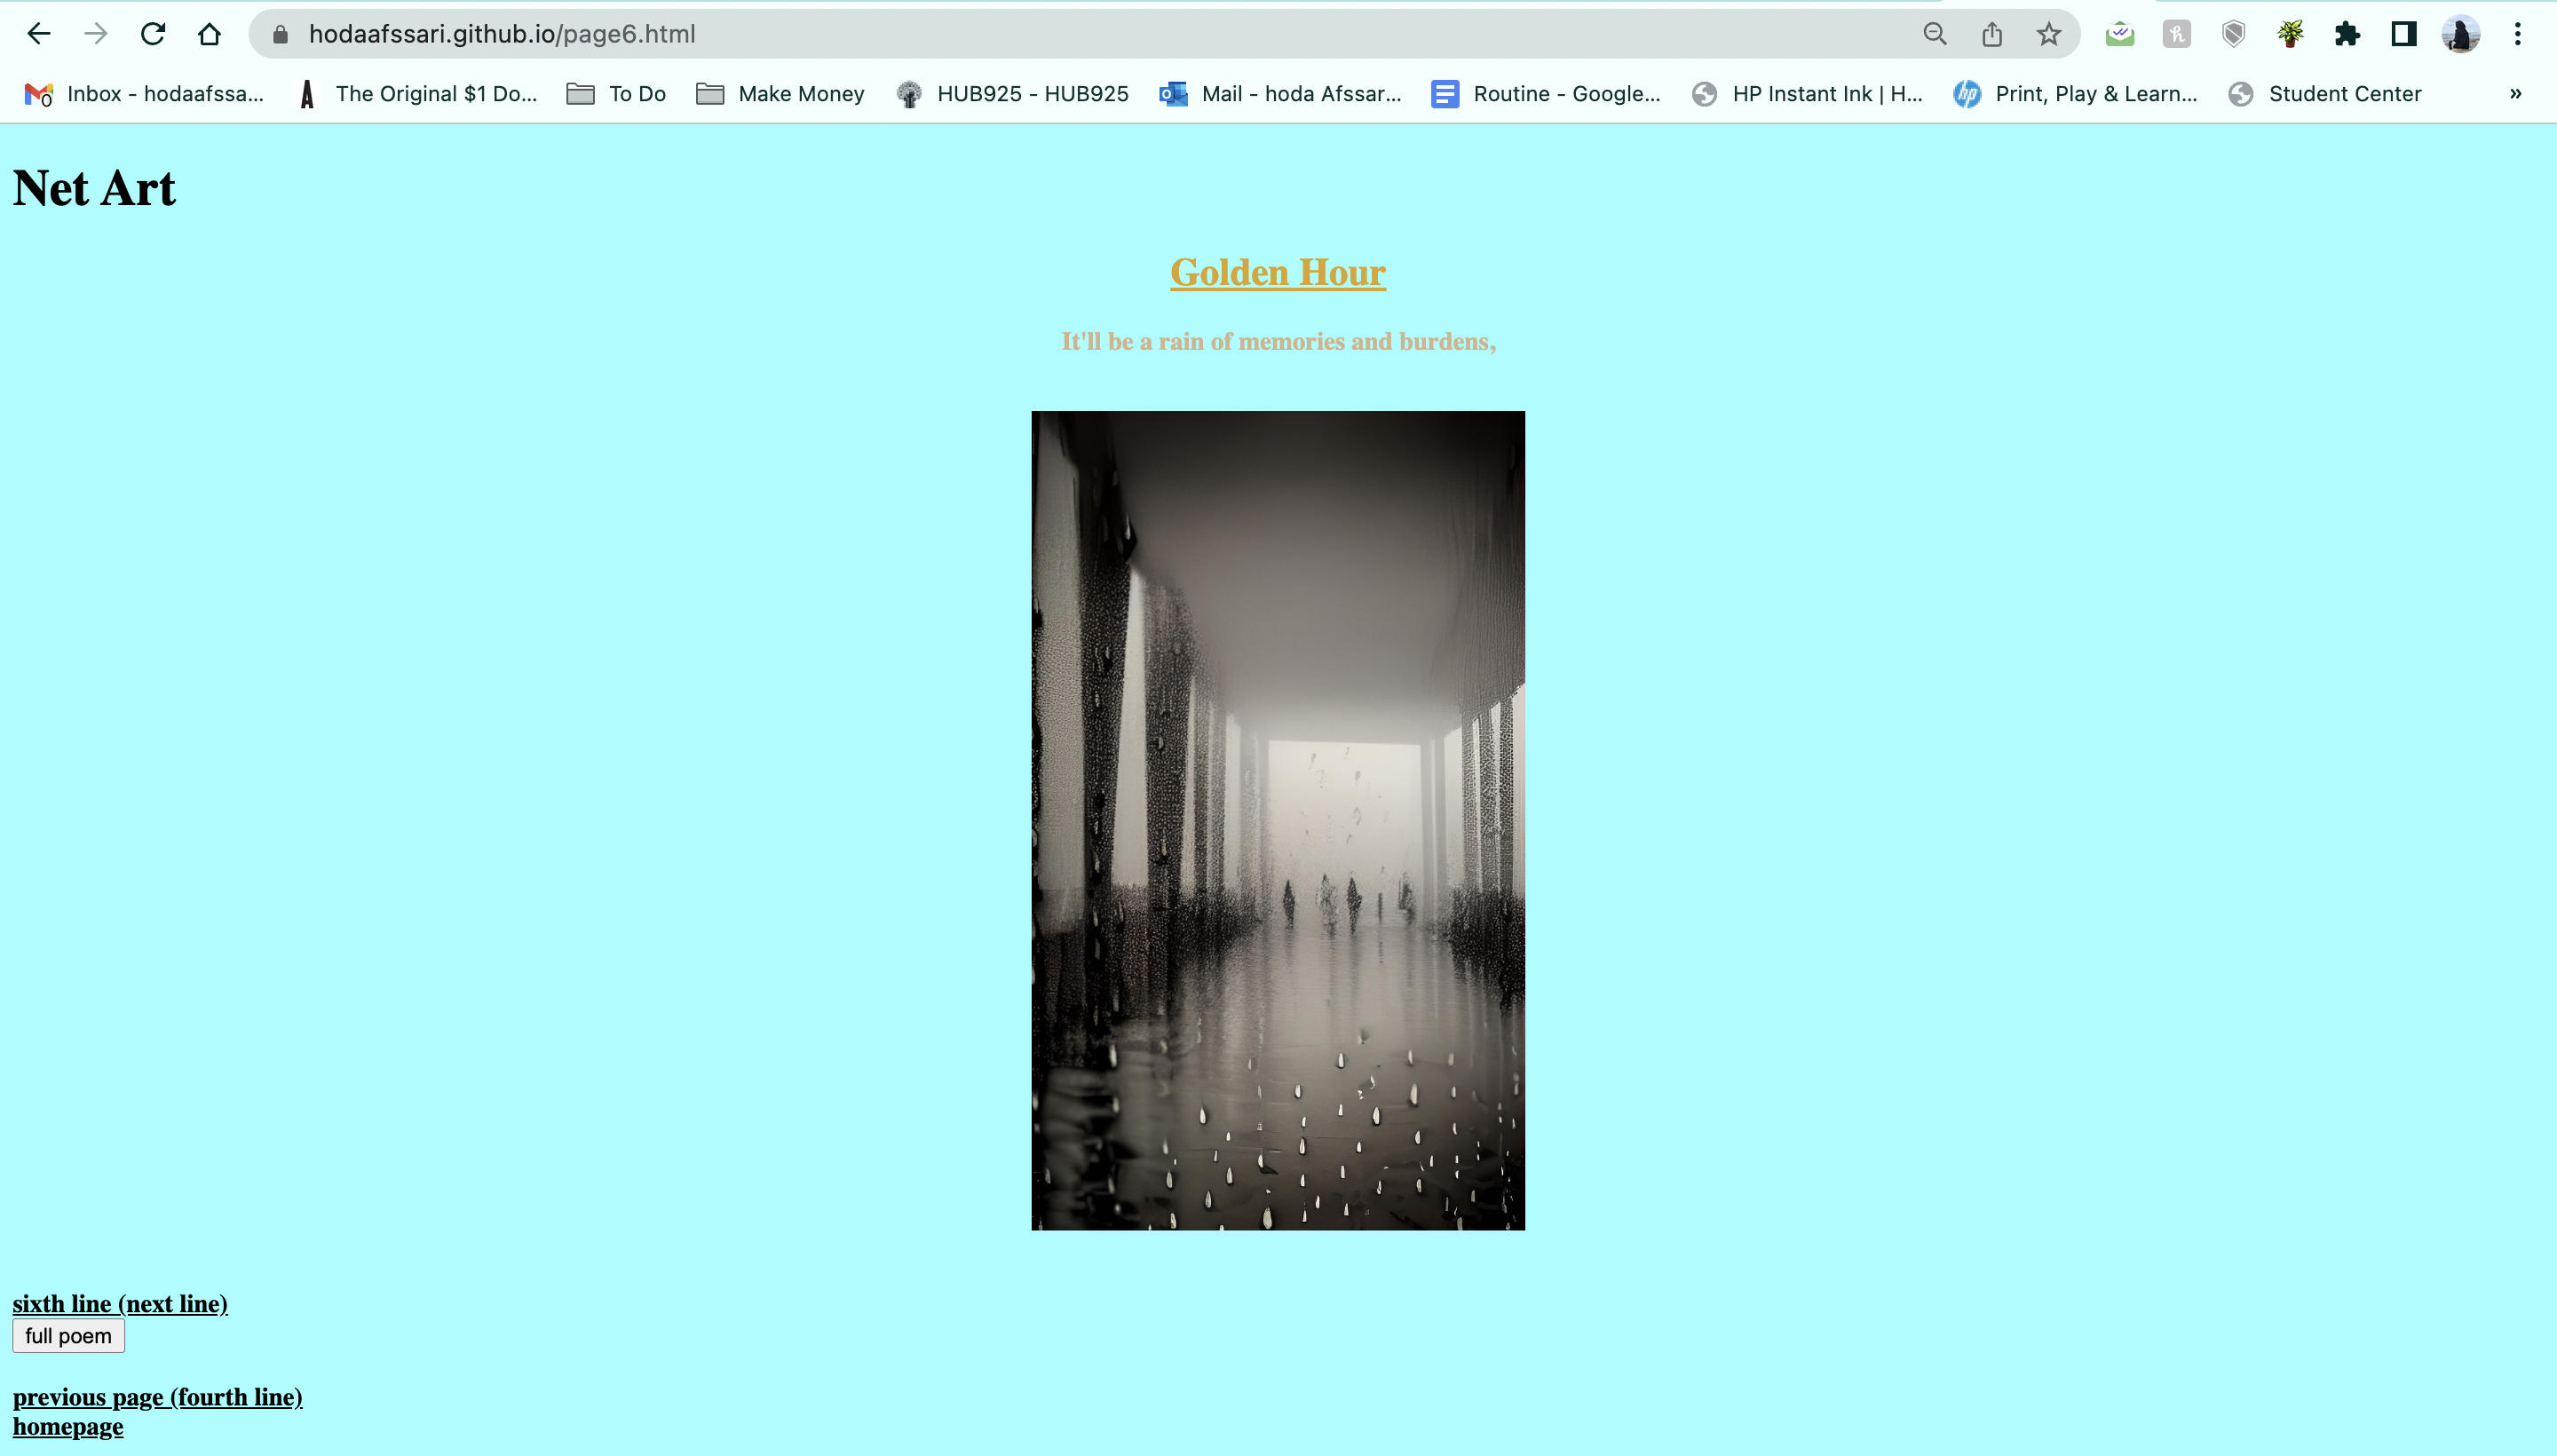 hodaafssari.github.io/page6.html
Inbox - hodaafssa... The Original $1 Do... To Do Make Money HUB925 - HUB925 Mail - hoda Afssar... Routine - Google... HP Instant Ink | H... Print, Play & Learn... Student Center »
Net Art
Golden Hour
It'll be a rain of memories and burdens,
sixth line (next line)
full poem
previous page (fourth line)
homepage